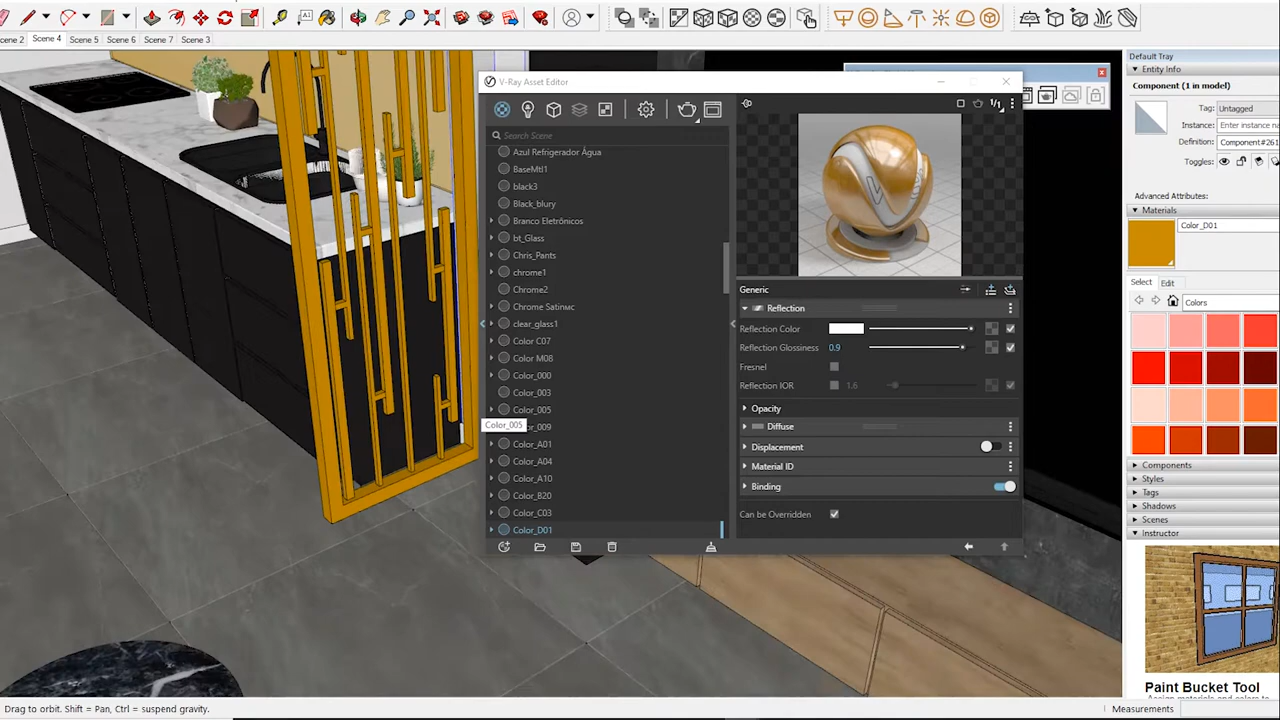 cene 2
Scene 4
Scene 5
Scene 6
Scene 7
Scene 3
V-Ray Asset Editor
Search Scene
Azul Refrigerador Água
BaseMtl1
black3
Black_blury
Branco Eletrônicos
bt_Glass
Chris_Pants
chrome1
Chrome2
Chrome Satinмс
clear_glass1
Color C07
Color M08
Color_000
Color_003
Color_005
Color_005
_009
Color_A01
Color_A04
Color_A10
Color_B20
Color_C03
Color_D01
1/1
Generic
Reflection
Reflection Color
Reflection Glossiness 0.9
Fresnel
Reflection IOR 1.6
Opacity
Diffuse
Displacement
Material ID
Binding
Can be Overridden
Default Tray
Entity Info
Component (1 in model)
Tag: Untagged
Instance: Enter instance na
Definition: Component#261
Toggles:
Advanced Attributes:
Materials
Color_D01
Select Edit
Colors
Components
Styles
Tags
Shadows
Scenes
Instructor
Paint Bucket Tool
Drag to orbit. Shift = Pan, Ctrl = suspend gravity.
Measurements